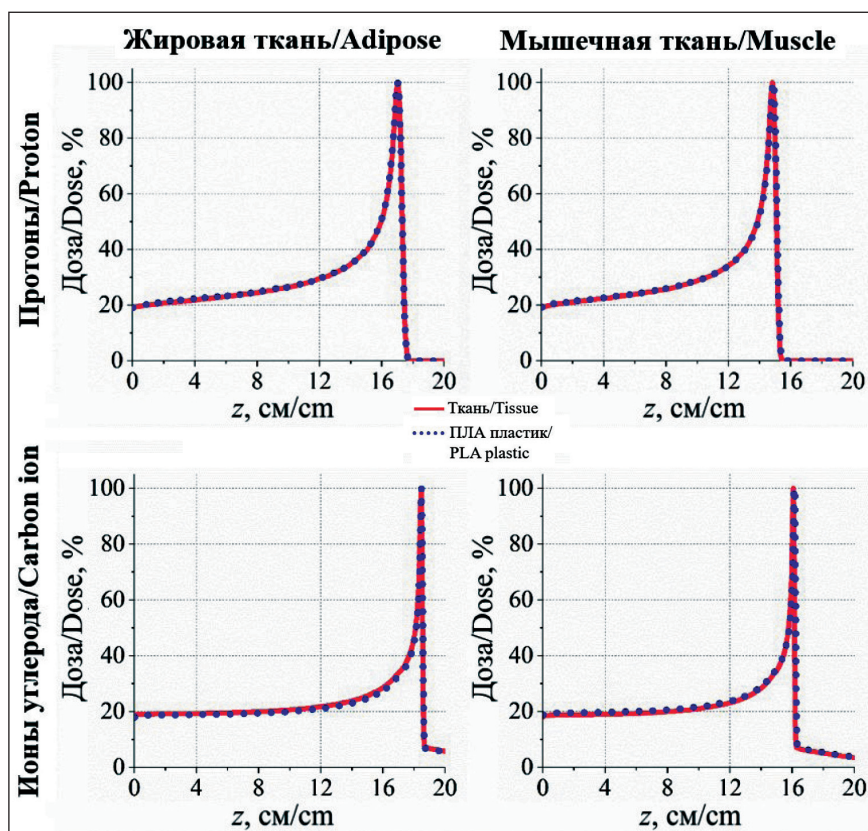 Жировая ткань/Adipose
Мышечная ткань/Muscle
Протоны/Proton
Доза/Dose, %
100
80
60
40
20
0
0 4 8 12 16 20
z, см/cm
Доза/Dose, %
100
80
60
40
20
0
0 4 8 12 16 20
z, см/cm
Ткань/Tissue
ПЛА пластик/
PLA plastic
Ионы углерода/Carbon ion
Доза/Dose, %
100
80
60
40
20
0
0 4 8 12 16 20
z, см/cm
Доза/Dose, %
100
80
60
40
20
0
0 4 8 12 16 20
z, см/cm